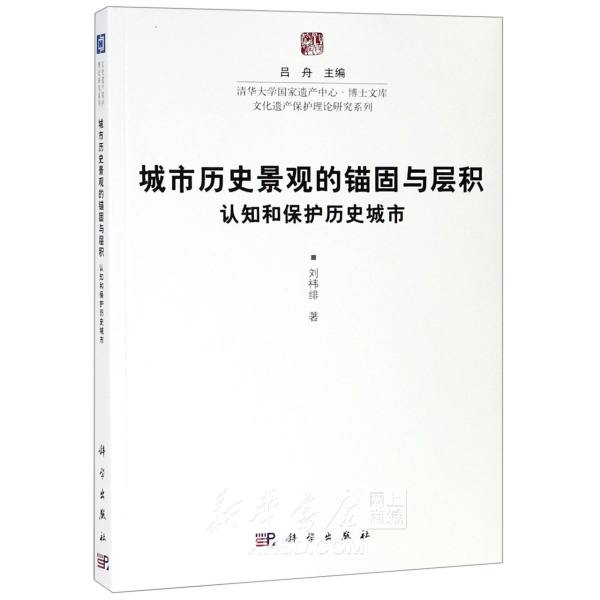 吕舟 主编
清华大学国家遗产中心·博士文库
文化遗产保护理论研究系列
城市历史景观的锚固与层积
认知和保护历史城市
刘祎绯 著
科学出版社
城市历史景观的锚固与层积
认知和保护历史城市
科学出版社
新华书店
网上商城
XHSD.COM